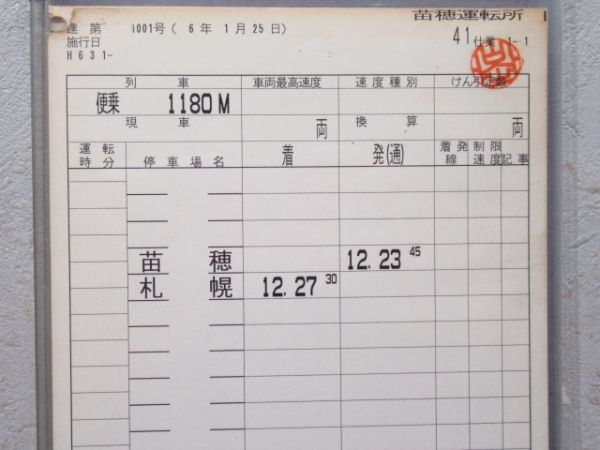 苗穂運転所
達 第 1001号 ( 6 年 1 月 25 日)
施行日 41 仕業 1-1
H 6 3 1-
列 車 車両最高速度 速度種別 けん引定数
便乗 1180M
現 車 両 換 算 両
運転時分 停車場名 着 発(通) 着発線 制限速度 記事
苗 穂 12. 23 45
札 幌 12. 27 30